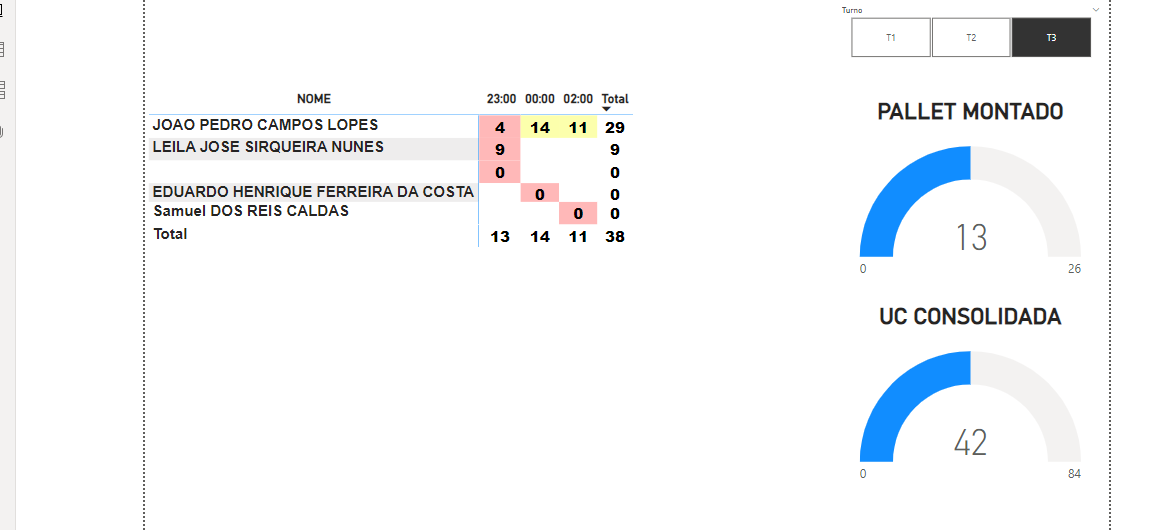 Turno
T1 T2 T3
NOME 23:00 00:00 02:00 Total
JOAO PEDRO CAMPOS LOPES 4 14 11 29
LEILA JOSE SIRQUEIRA NUNES 9 9
0 0
EDUARDO HENRIQUE FERREIRA DA COSTA 0 0
Samuel DOS REIS CALDAS 0 0
Total 13 14 11 38
PALLET MONTADO
13
0 26
UC CONSOLIDADA
42
0 84